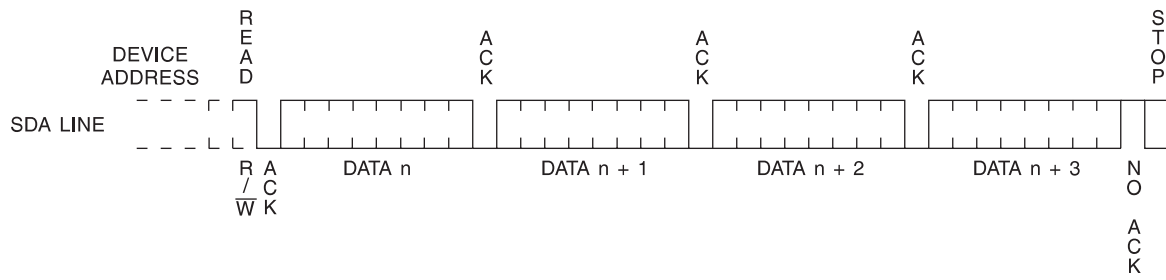 READ
ACK
ACK
ACK
STOP
DEVICE
ADDRESS
SDA LINE
R/W
ACK
DATA n
DATA n + 1
DATA n + 2
DATA n + 3
NO ACK